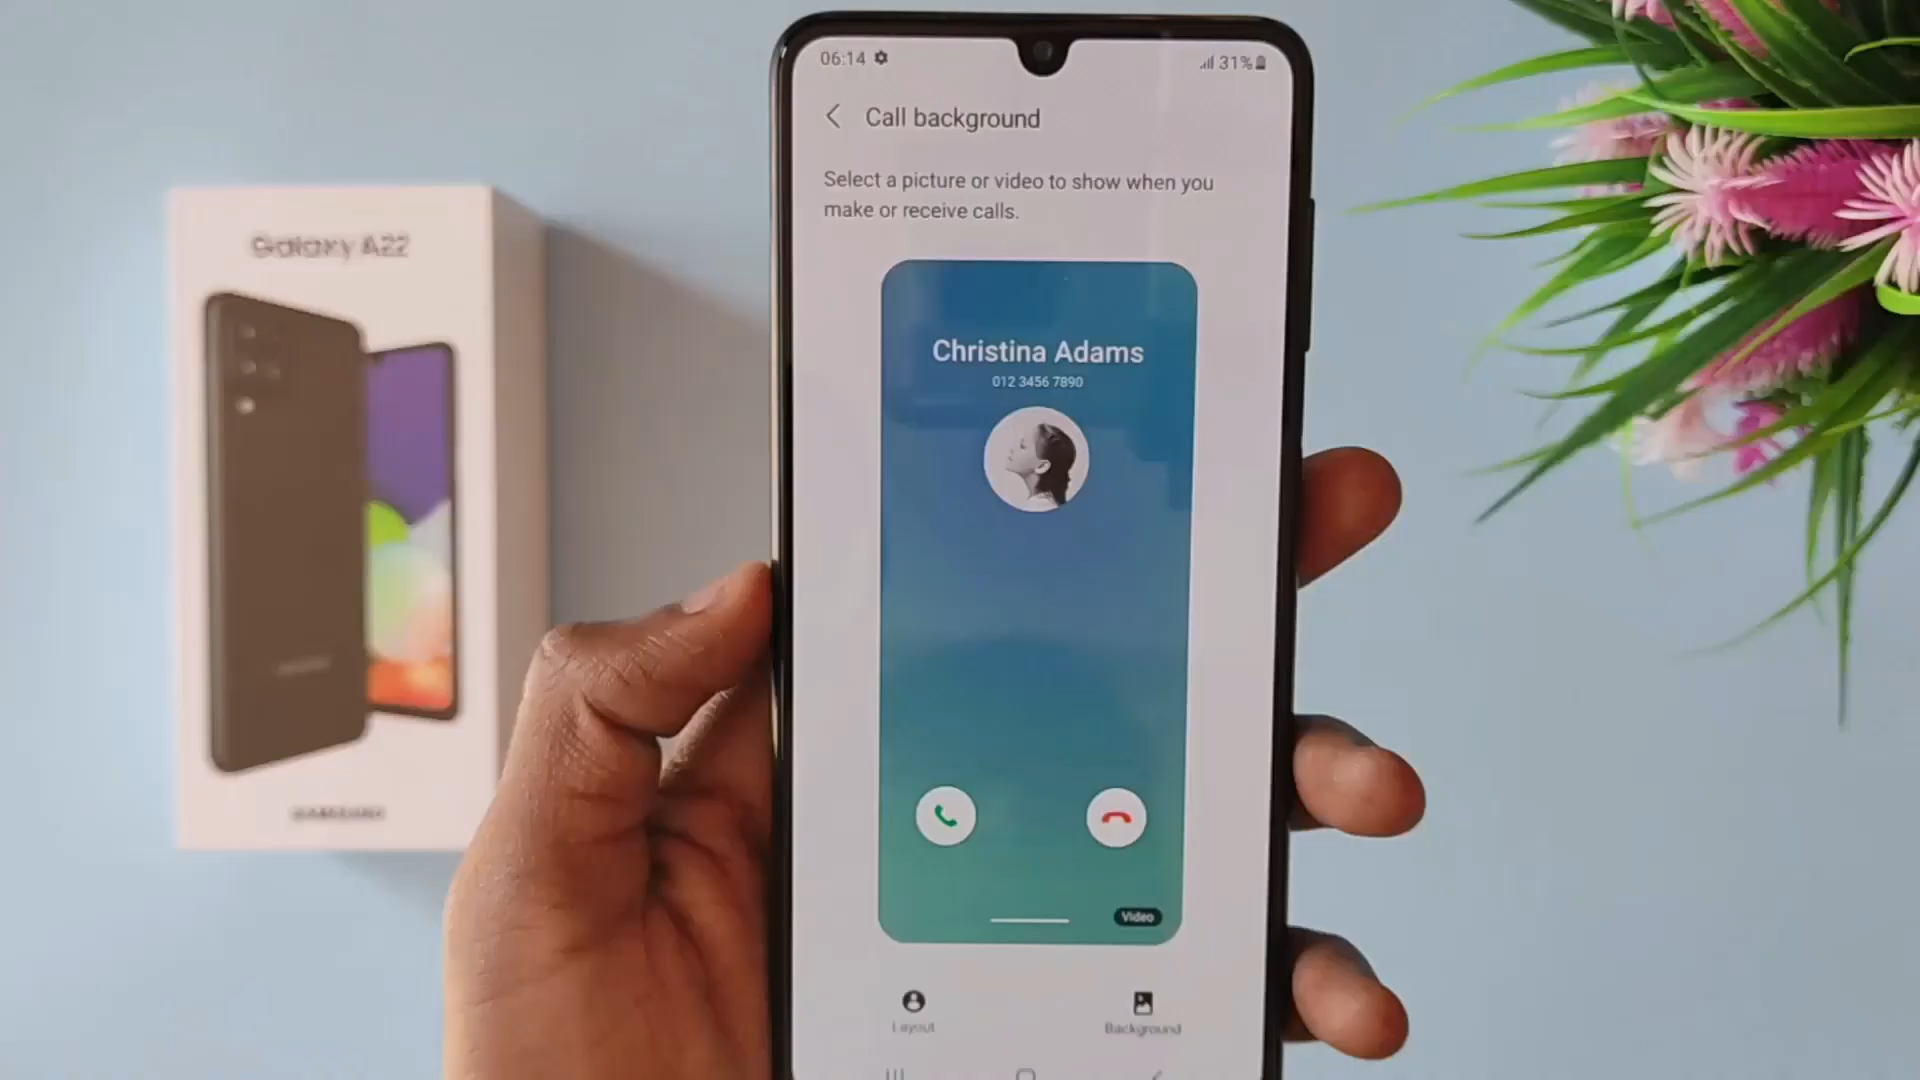 Galaxy A22
SAMSUNG
06:14
31%
Call background
Select a picture or video to show when you
make or receive calls.
Christina Adams
012 3456 7890
Video
Layout
Background